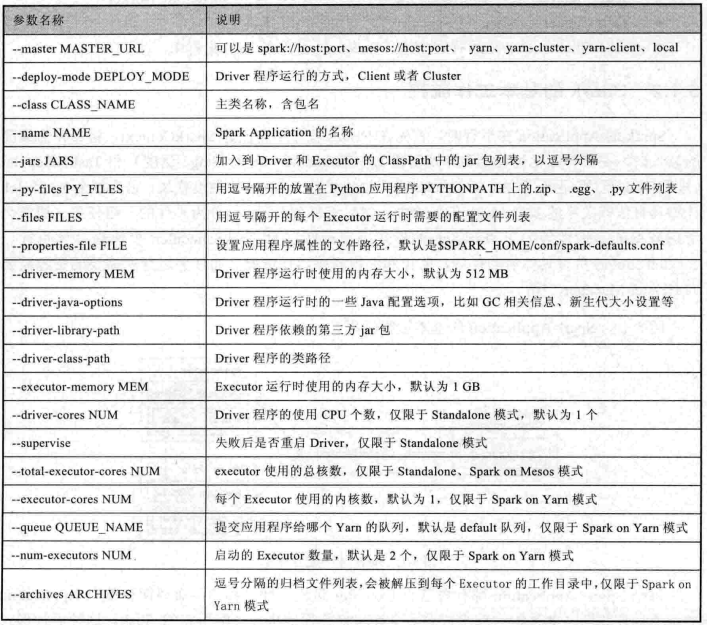 参数名称 说明
--master MASTER_URL 可以是 spark://host:port、mesos://host:port、 yarn、yarn-cluster、yarn-client、local
--deploy-mode DEPLOY_MODE Driver 程序运行的方式，Client 或者 Cluster
--class CLASS_NAME 主类名称，含包名
--name NAME Spark Application 的名称
--jars JARS 加入到 Driver 和 Executor 的 ClassPath 中的 jar 包列表，以逗号分隔
--py-files PY_FILES 用逗号隔开的放置在 Python 应用程序 PYTHONPATH 上的.zip、 .egg、 .py 文件列表
--files FILES 用逗号隔开的每个 Executor 运行时需要的配置文件列表
--properties-file FILE 设置应用程序属性的文件路径，默认是$SPARK_HOME/conf/spark-defaults.conf
--driver-memory MEM Driver 程序运行时使用的内存大小，默认为 512 MB
--driver-java-options Driver 程序运行时的一些 Java 配置选项，比如 GC 相关信息、新生代大小设置等
--driver-library-path Driver 程序依赖的第三方 jar 包
--driver-class-path Driver 程序的类路径
--executor-memory MEM Executor 运行时使用的内存大小，默认为 1 GB
--driver-cores NUM Driver 程序的使用 CPU 个数，仅限于 Standalone 模式，默认为 1 个
--supervise 失败后是否重启 Driver，仅限于 Standalone 模式
--total-executor-cores NUM executor 使用的总核数，仅限于 Standalone、Spark on Mesos 模式
--executor-cores NUM 每个 Executor 使用的内核数，默认为 1，仅限于 Spark on Yarn 模式
--queue QUEUE_NAME 提交应用程序给哪个 Yarn 的队列，默认是 default 队列，仅限于 Spark on Yarn 模式
--num-executors NUM 启动的 Executor 数量，默认是 2 个，仅限于 Spark on Yarn 模式
--archives ARCHIVES 逗号分隔的归档文件列表，会被解压到每个 Executor 的工作目录中，仅限于 Spark on
Yarn 模式